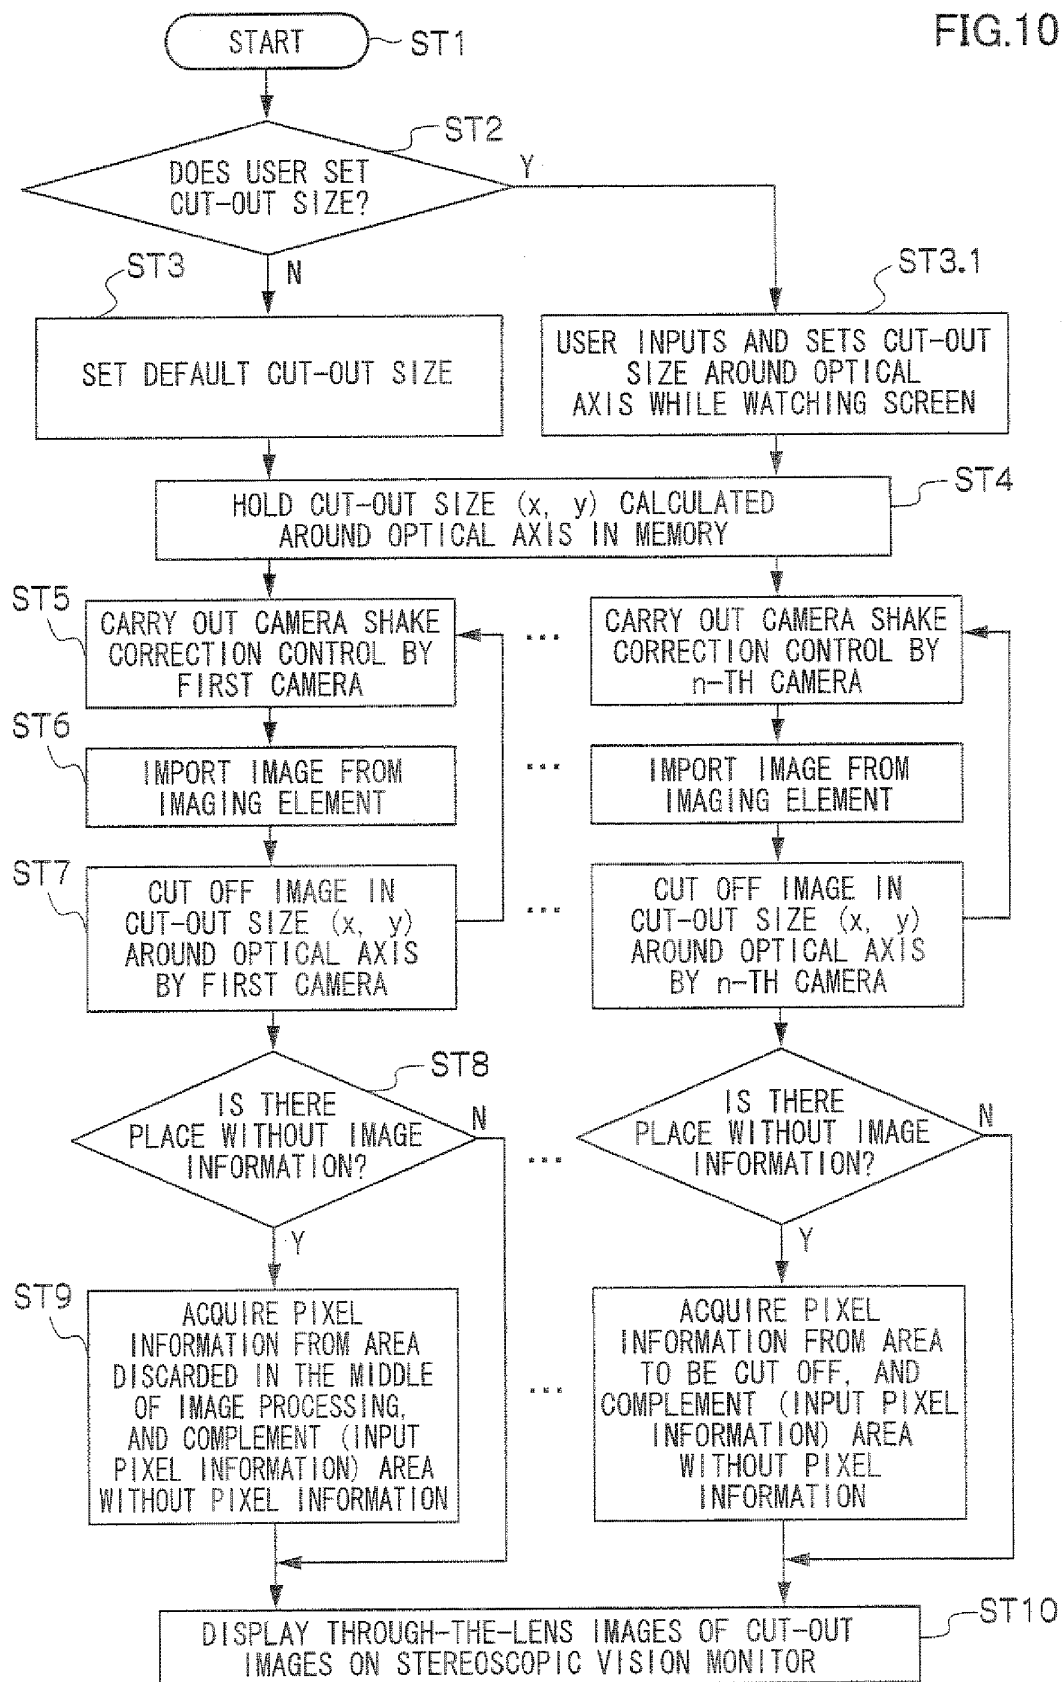 FIG.10
START
ST1
ST2
DOES USER SET
CUT-OUT SIZE?
Y
N
ST3
SET DEFAULT CUT-OUT SIZE
ST3.1
USER INPUTS AND SETS CUT-OUT
SIZE AROUND OPTICAL
AXIS WHILE WATCHING SCREEN
ST4
HOLD CUT-OUT SIZE (x, y) CALCULATED
AROUND OPTICAL AXIS IN MEMORY
ST5
CARRY OUT CAMERA SHAKE
CORRECTION CONTROL BY
FIRST CAMERA
...
CARRY OUT CAMERA SHAKE
CORRECTION CONTROL BY
n-TH CAMERA
ST6
IMPORT IMAGE FROM
IMAGING ELEMENT
...
IMPORT IMAGE FROM
IMAGING ELEMENT
ST7
CUT OFF IMAGE IN
CUT-OUT SIZE (x, y)
AROUND OPTICAL AXIS
BY FIRST CAMERA
...
CUT OFF IMAGE IN
CUT-OUT SIZE (x, y)
AROUND OPTICAL AXIS
BY n-TH CAMERA
ST8
IS THERE
PLACE WITHOUT IMAGE
INFORMATION?
N
Y
...
IS THERE
PLACE WITHOUT IMAGE
INFORMATION?
N
Y
ST9
ACQUIRE PIXEL
INFORMATION FROM AREA
DISCARDED IN THE MIDDLE
OF IMAGE PROCESSING,
AND COMPLEMENT (INPUT
PIXEL INFORMATION) AREA
WITHOUT PIXEL INFORMATION
...
ACQUIRE PIXEL
INFORMATION FROM AREA
TO BE CUT OFF, AND
COMPLEMENT (INPUT PIXEL
INFORMATION) AREA
WITHOUT PIXEL
INFORMATION
ST10
DISPLAY THROUGH-THE-LENS IMAGES OF CUT-OUT
IMAGES ON STEREOSCOPIC VISION MONITOR